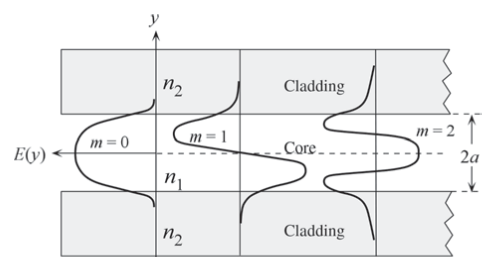 y
n₂
Cladding
m = 0
m = 1
m = 2
E(y)
Core
2a
n₁
n₂
Cladding